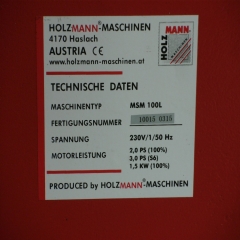 HOLZMANN®-MASCHINEN
4170 Haslach
AUSTRIA CE
www.holzmann-maschinen.at
HOLZ
MANN®
TECHNISCHE DATEN
MASCHINENTYP MSM 100L
FERTIGUNGSNUMMER 10013 0315
SPANNUNG 230V/1/50 Hz
MOTORLEISTUNG 2,0 PS (100%)
3,0 PS (S6)
1,5 KW (100%)
PRODUCED by HOLZMANN®-MASCHINEN